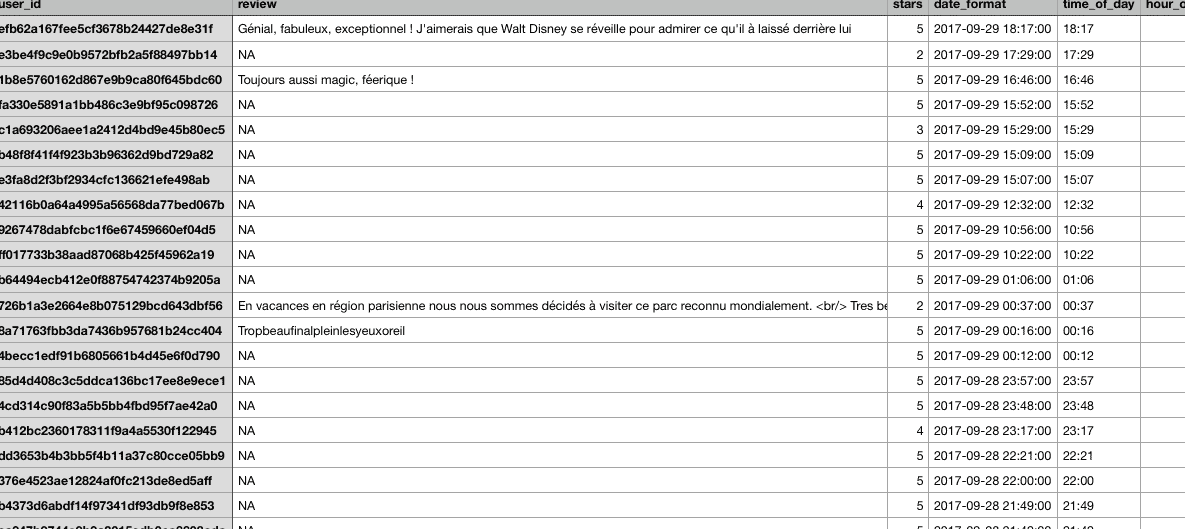 user_id review stars date_format time_of_day hour_o
efb62a167fee5cf3678b24427de8e31f Génial, fabuleux, exceptionnel ! J'aimerais que Walt Disney se réveille pour admirer ce qu'il à laissé derrière lui 5 2017-09-29 18:17:00 18:17
e3be4f9c9e0b9572bfb2a5f88497bb14 NA 2 2017-09-29 17:29:00 17:29
1b8e5760162d867e9b9ca80f645bdc60 Toujours aussi magic, féerique ! 5 2017-09-29 16:46:00 16:46
fa330e5891a1bb486c3e9bf95c098726 NA 5 2017-09-29 15:52:00 15:52
c1a693206aee1a2412d4bd9e45b80ec5 NA 3 2017-09-29 15:29:00 15:29
b48f8f41f4f923b3b96362d9bd729a82 NA 5 2017-09-29 15:09:00 15:09
e3fa8d2f3bf2934cfc136621efe498ab NA 5 2017-09-29 15:07:00 15:07
42116b0a64a4995a56568da77bed067b NA 4 2017-09-29 12:32:00 12:32
9267478dabfcbc1f6e67459660ef04d5 NA 5 2017-09-29 10:56:00 10:56
ff017733b38aad87068b425f45962a19 NA 5 2017-09-29 10:22:00 10:22
b64494ecb412e0f88754742374b9205a NA 5 2017-09-29 01:06:00 01:06
726b1a3e2664e8b075129bcd643dbf56 En vacances en région parisienne nous nous sommes décidés à visiter ce parc reconnu mondialement. <br/> Tres be 2 2017-09-29 00:37:00 00:37
8a71763fbb3da7436b957681b24cc404 Tropbeaufinalpleinlesyeuxoreil 5 2017-09-29 00:16:00 00:16
4becc1edf91b6805661b4d45e6f0d790 NA 5 2017-09-29 00:12:00 00:12
85d4d408c3c5ddca136bc17ee8e9ece1 NA 5 2017-09-28 23:57:00 23:57
4cd314c90f83a5b5bb4fbd95f7ae42a0 NA 5 2017-09-28 23:48:00 23:48
b412bc2360178311f9a4a5530f122945 NA 4 2017-09-28 23:17:00 23:17
dd3653b4b3bb5f4b11a37c80cce05bb9 NA 5 2017-09-28 22:21:00 22:21
376e4523ae12824af0fc213de8ed5aff NA 5 2017-09-28 22:00:00 22:00
b4373d6abdf14f97341df93db9f8e853 NA 5 2017-09-28 21:49:00 21:49